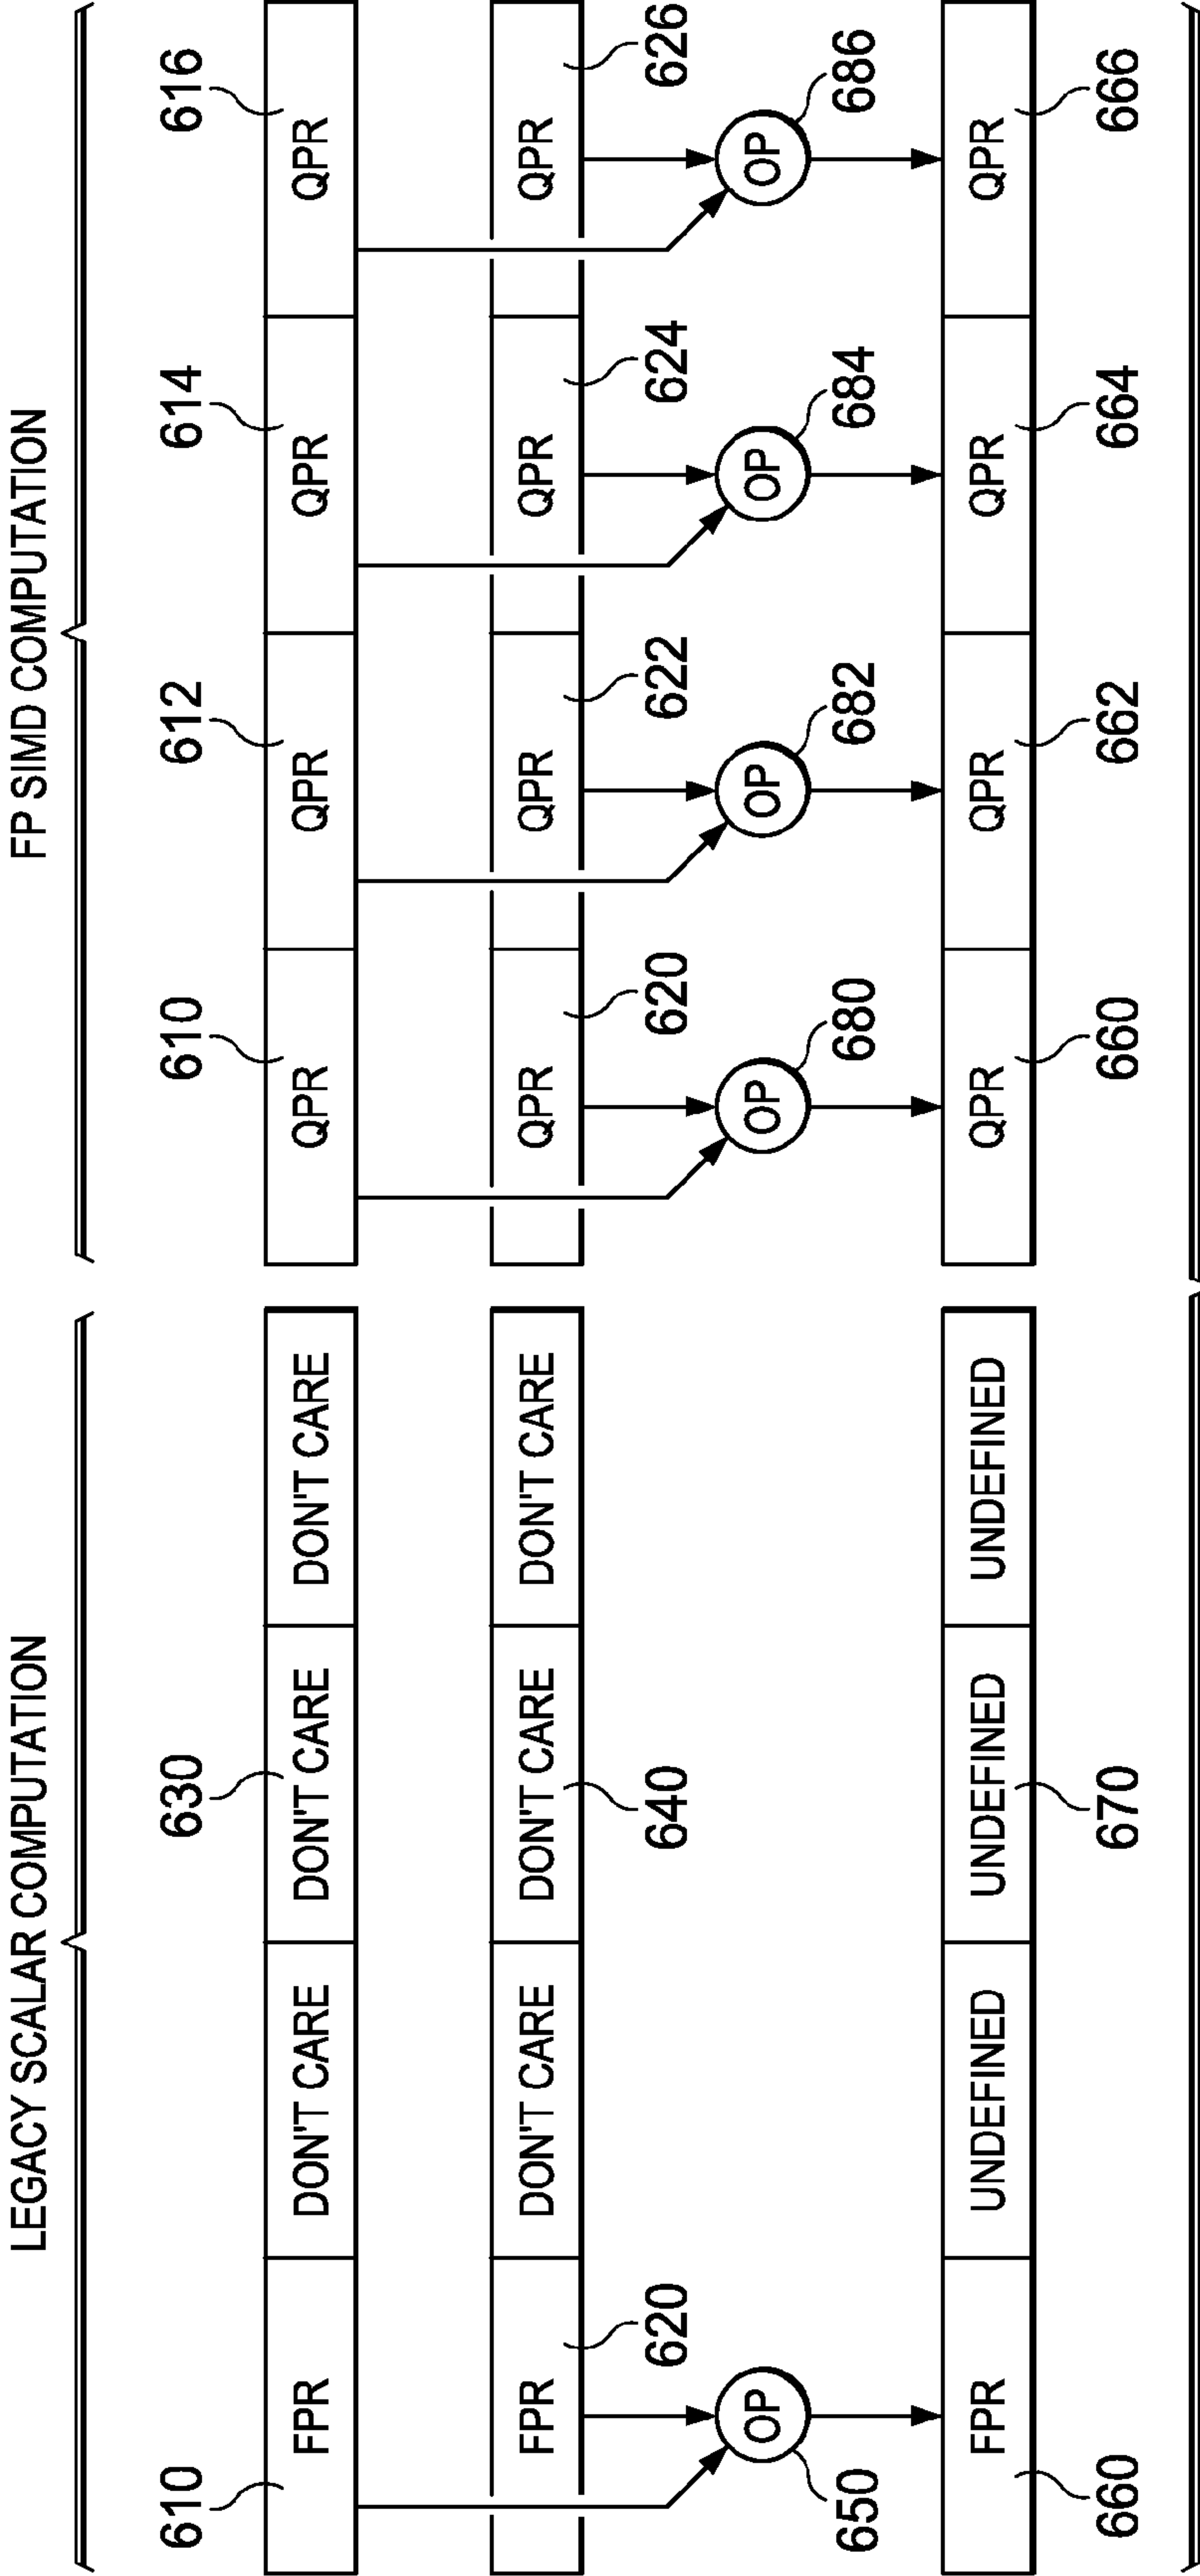 LEGACY SCALAR COMPUTATION
610
630
FPR DON'T CARE DON'T CARE DON'T CARE
FPR DON'T CARE DON'T CARE DON'T CARE
620
640
OP
650
FPR UNDEFINED UNDEFINED UNDEFINED
660
670
FP SIMD COMPUTATION
610 612 614 616
QPR QPR QPR QPR
QPR QPR QPR QPR
620 622 624 626
OP OP OP OP
680 682 684 686
QPR QPR QPR QPR
660 662 664 666